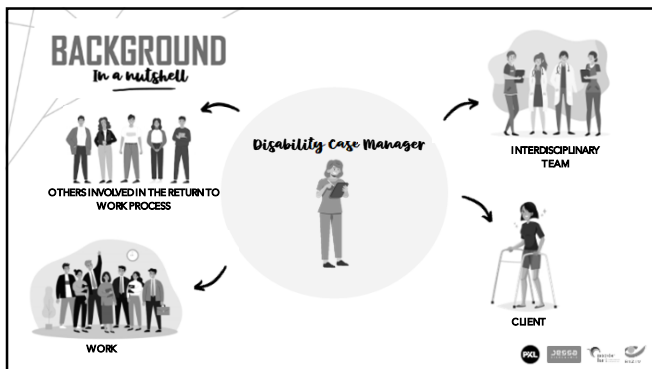 BACKGROUND
In a nutshell
Disability Case Manager
OTHERS INVOLVED IN THE RETURN TO
WORK PROCESS
INTERDISCIPLINARY
TEAM
WORK
CLIENT
PXL
Jessa